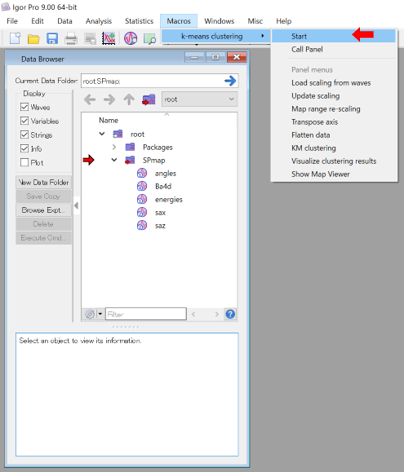 Igor Pro 9.00 64-bit
File Edit Data Analysis Statistics Macros Windows Misc Help
k-means clustering
Start
Call Panel
Panel menus
Load scaling from waves
Update scaling
Map range re-scaling
Transpose axis
Flatten data
KM clustering
Visualize clustering results
Show Map Viewer
Data Browser
Current Data Folder: root:SPmap:
Display
Waves
Variables
Strings
Info
Plot
New Data Folder
Save Copy
Browse Expt...
Delete
Execute Cmd...
root
Name
root
Packages
SPmap
angles
Ba4d
energies
sax
saz
Filter
Select an object to view its information.